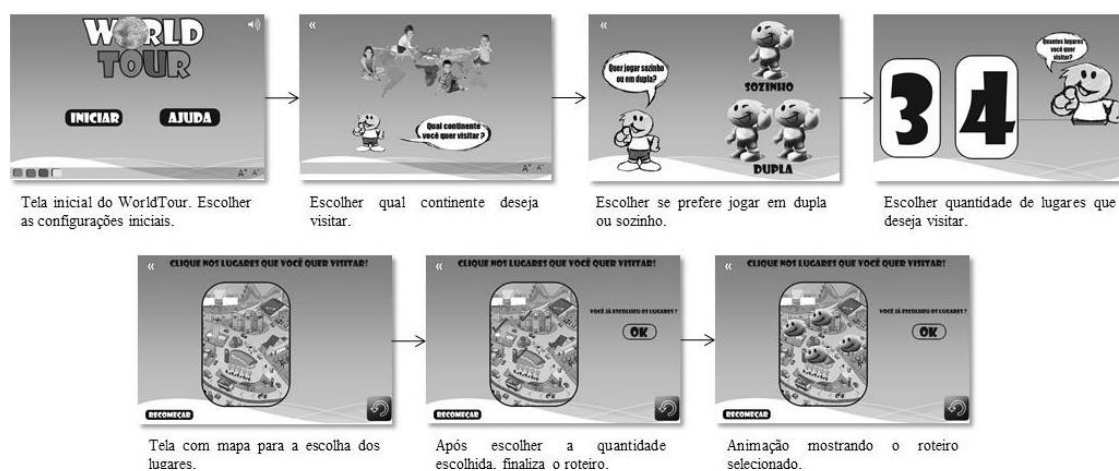 WORLD
TOUR
INICIAR
AJUDA
A+ A-
Tela inicial do WorldTour. Escolher
as configurações iniciais.
«
Qual continente
você quer visitar ?
A+ A-
Escolher qual continente deseja
visitar.
«
Quer jogar sozinho
ou em dupla?
SOZINHO
DUPLA
Escolher se prefere jogar em dupla
ou sozinho.
Quantos lugares
você quer
visitar?
3 4
Escolher quantidade de lugares que
deseja visitar.
«
CLIQUE NOS LUGARES QUE VOCÊ QUER VISITAR!
RECOMEÇAR
Tela com mapa para a escolha dos
lugares.
«
CLIQUE NOS LUGARES QUE VOCÊ QUER VISITAR!
VOCÊ JÁ ESCOLHEU OS LUGARES ?
OK
RECOMEÇAR
Após escolher a quantidade
escolhida, finaliza o roteiro.
«
CLIQUE NOS LUGARES QUE VOCÊ QUER VISITAR!
VOCÊ JÁ ESCOLHEU OS LUGARES ?
OK
RECOMEÇAR
Animação mostrando o roteiro
selecionado.